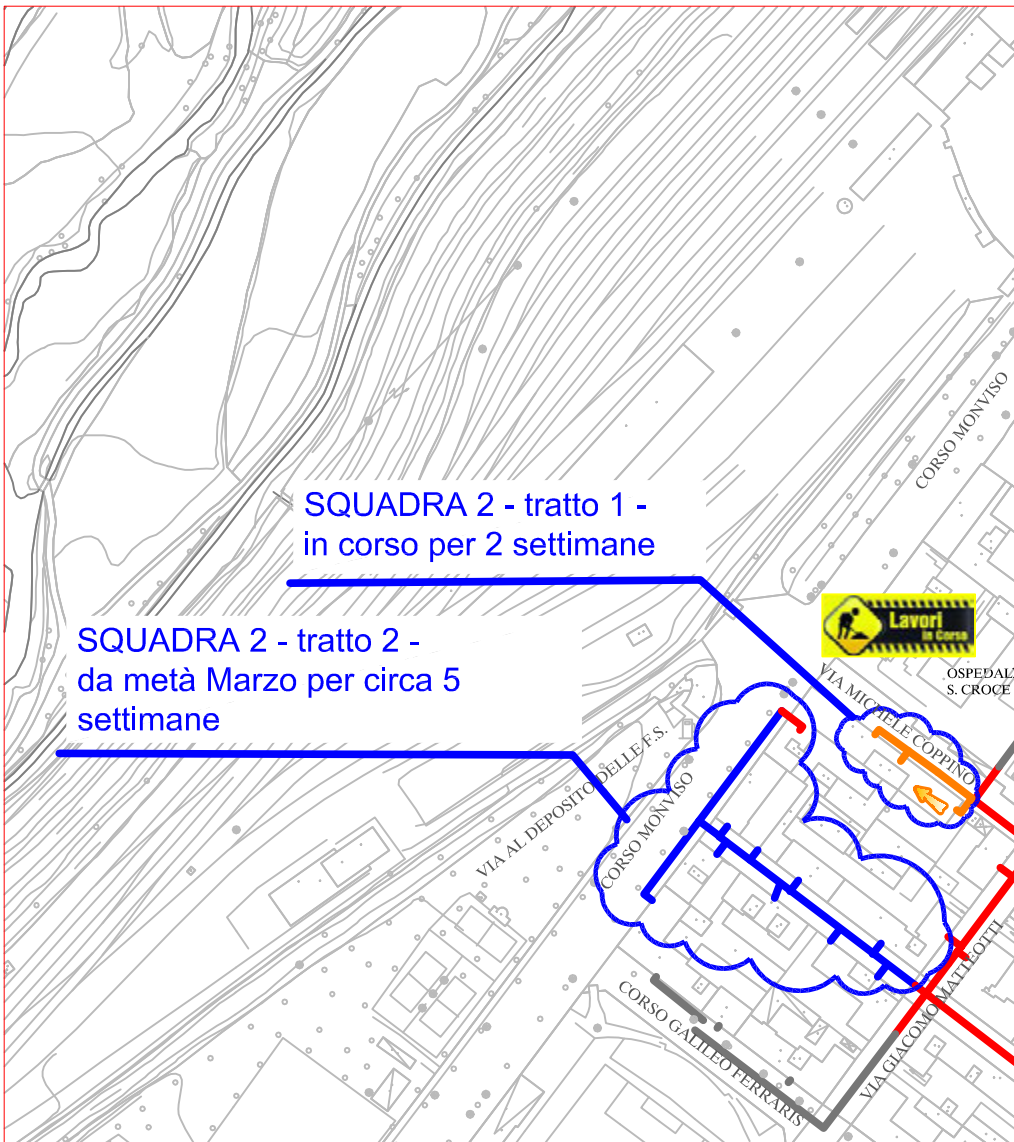 CORSO MONVISO
SQUADRA 2 - tratto 1 -
in corso per 2 settimane
Lavori
in Corso
SQUADRA 2 - tratto 2 -
da metà Marzo per circa 5
settimane
VIA MICHELE COPPINO
S. CROCE
VIA AL DEPOSITO DELLE F.S.
CORSO MONVISO
CORSO GALILEO FERRARIS
VIA GIACOMO MATTEOTTI